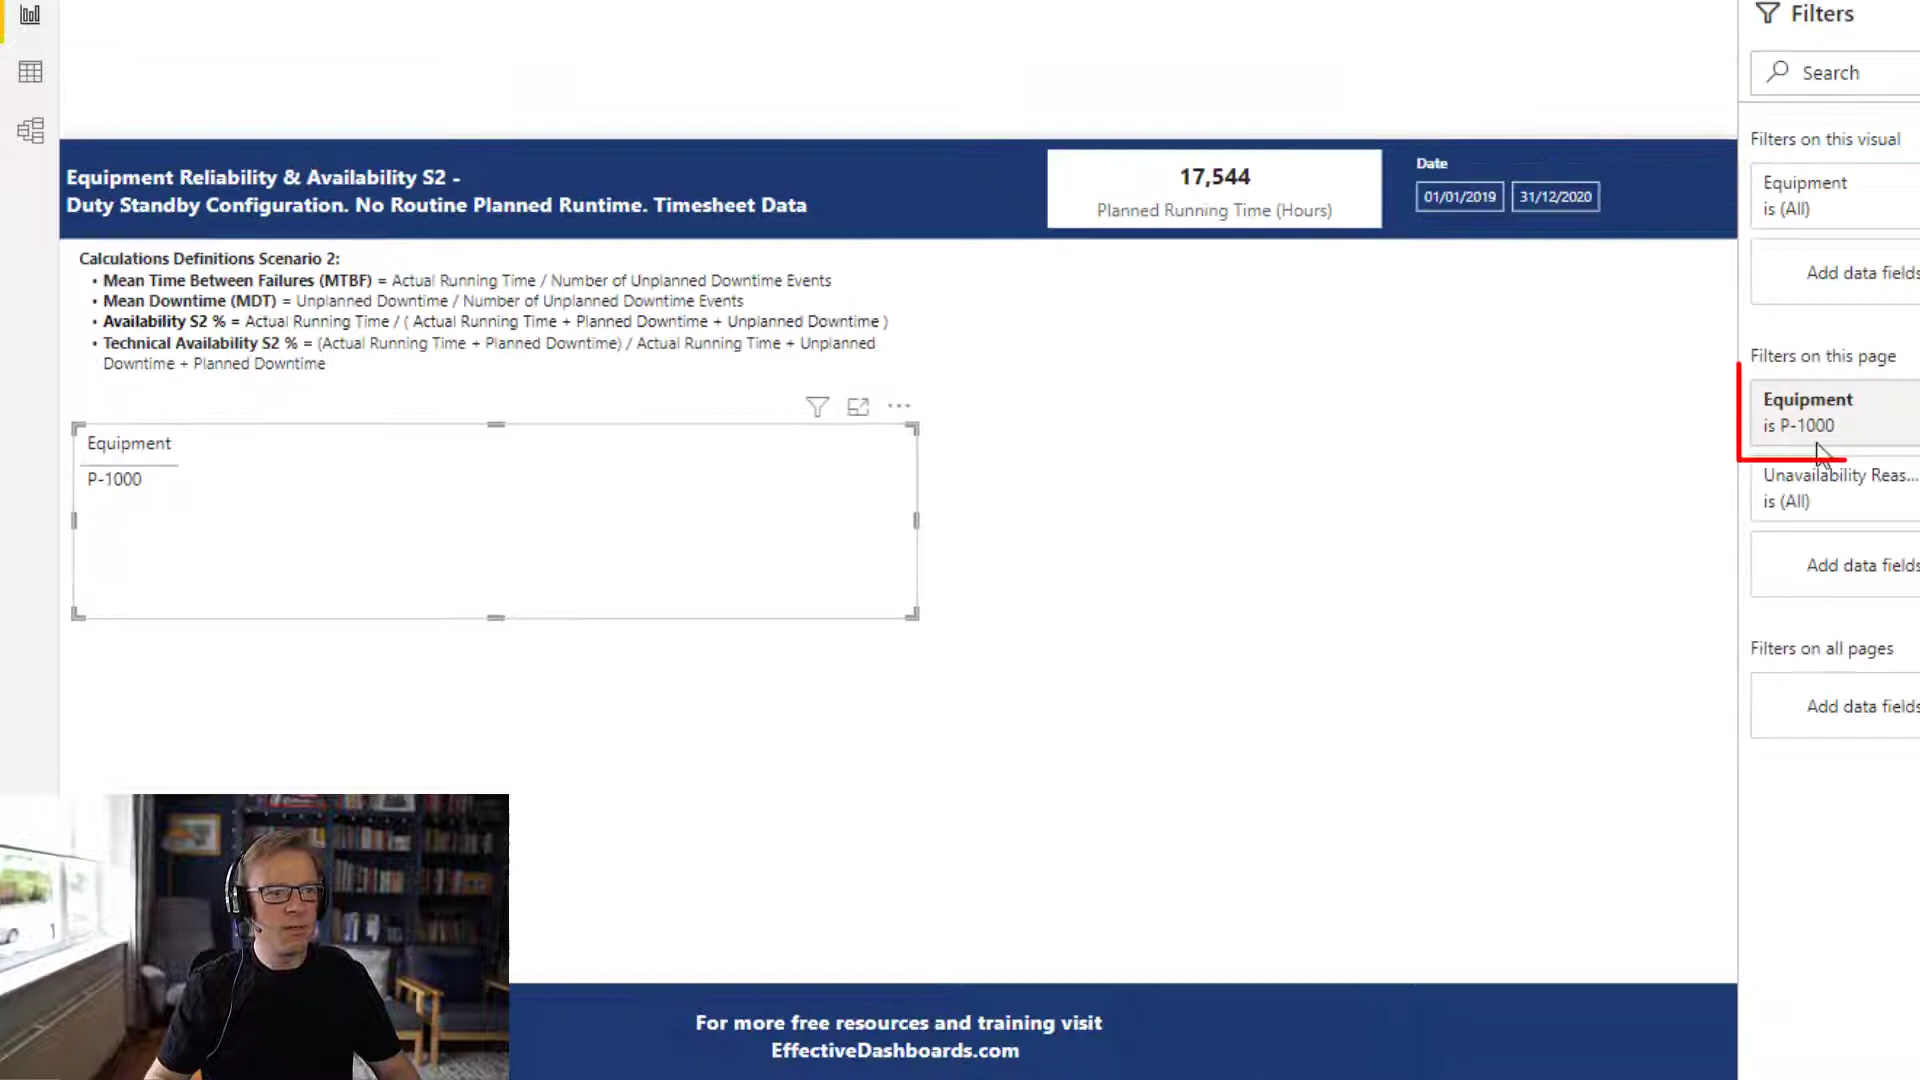 Filters
Search
Filters on this visual
Equipment
is (All)
Add data fields
Equipment Reliability & Availability S2 -
Duty Standby Configuration. No Routine Planned Runtime. Timesheet Data
17,544
Planned Running Time (Hours)
Date
01/01/2019 31/12/2020
Calculations Definitions Scenario 2:
• Mean Time Between Failures (MTBF) = Actual Running Time / Number of Unplanned Downtime Events
• Mean Downtime (MDT) = Unplanned Downtime / Number of Unplanned Downtime Events
• Availability S2 % = Actual Running Time / ( Actual Running Time + Planned Downtime + Unplanned Downtime )
• Technical Availability S2 % = (Actual Running Time + Planned Downtime) / Actual Running Time + Unplanned
Downtime + Planned Downtime
Equipment
P-1000
Filters on this page
Equipment
is P-1000
Unavailability Reas...
is (All)
Add data fields
Filters on all pages
Add data fields
For more free resources and training visit
EffectiveDashboards.com